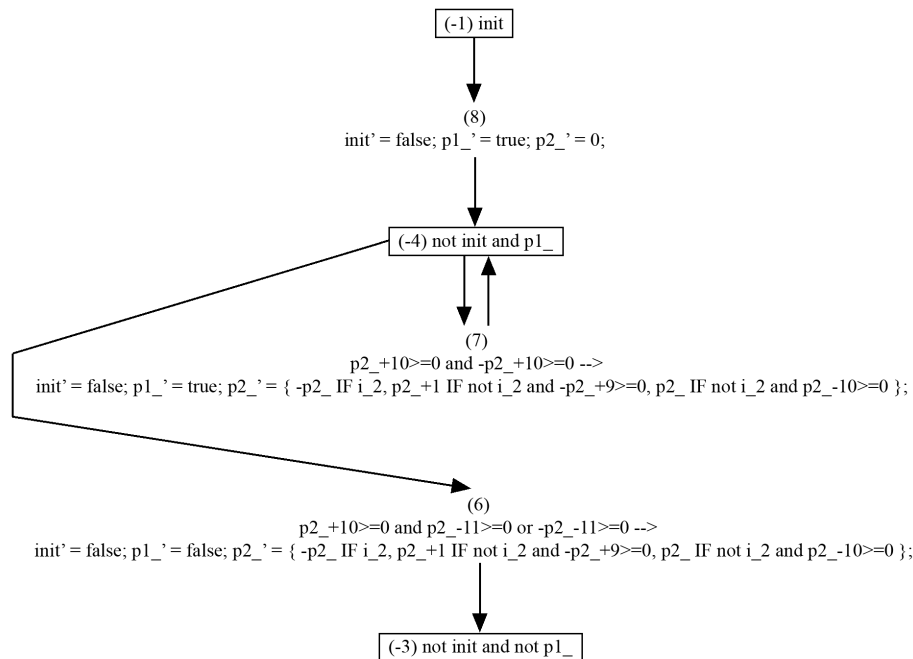 (-1) init
(8)
init’ = false; p1_’ = true; p2_’ = 0;
(-4) not init and p1_
(7)
p2_+10>=0 and -p2_+10>=0 -->
init’ = false; p1_’ = true; p2_’ = { -p2_ IF i_2, p2_+1 IF not i_2 and -p2_+9>=0, p2_ IF not i_2 and p2_-10>=0 };
(6)
p2_+10>=0 and p2_-11>=0 or -p2_-11>=0 -->
init’ = false; p1_’ = false; p2_’ = { -p2_ IF i_2, p2_+1 IF not i_2 and -p2_+9>=0, p2_ IF not i_2 and p2_-10>=0 };
(-3) not init and not p1_